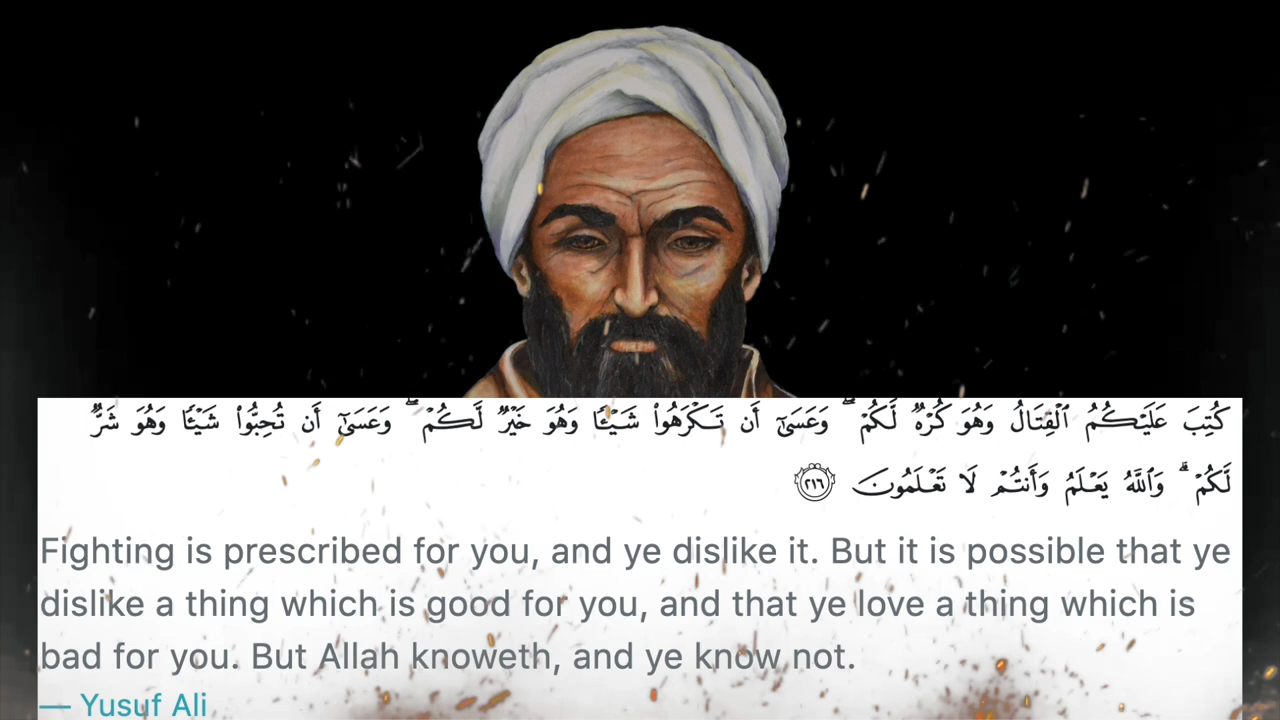 كُتِبَ عَلَيْكُمُ ٱلْقِتَالُ وَهُوَ كُرْهٌۭ لَّكُمْ ۖ وَعَسَىٰٓ أَن تَكْرَهُوا۟ شَيْـًۭٔا وَهُوَ خَيْرٌۭ لَّكُمْ ۖ وَعَسَىٰٓ أَن تُحِبُّوا۟ شَيْـًۭٔا وَهُوَ شَرٌّۭ
لَّكُمْ ۗ وَٱللَّهُ يَعْلَمُ وَأَنتُمْ لَا تَعْلَمُونَ ٢١٦
Fighting is prescribed for you, and ye dislike it. But it is possible that ye
dislike a thing which is good for you, and that ye love a thing which is
bad for you. But Allah knoweth, and ye know not.
— Yusuf Ali